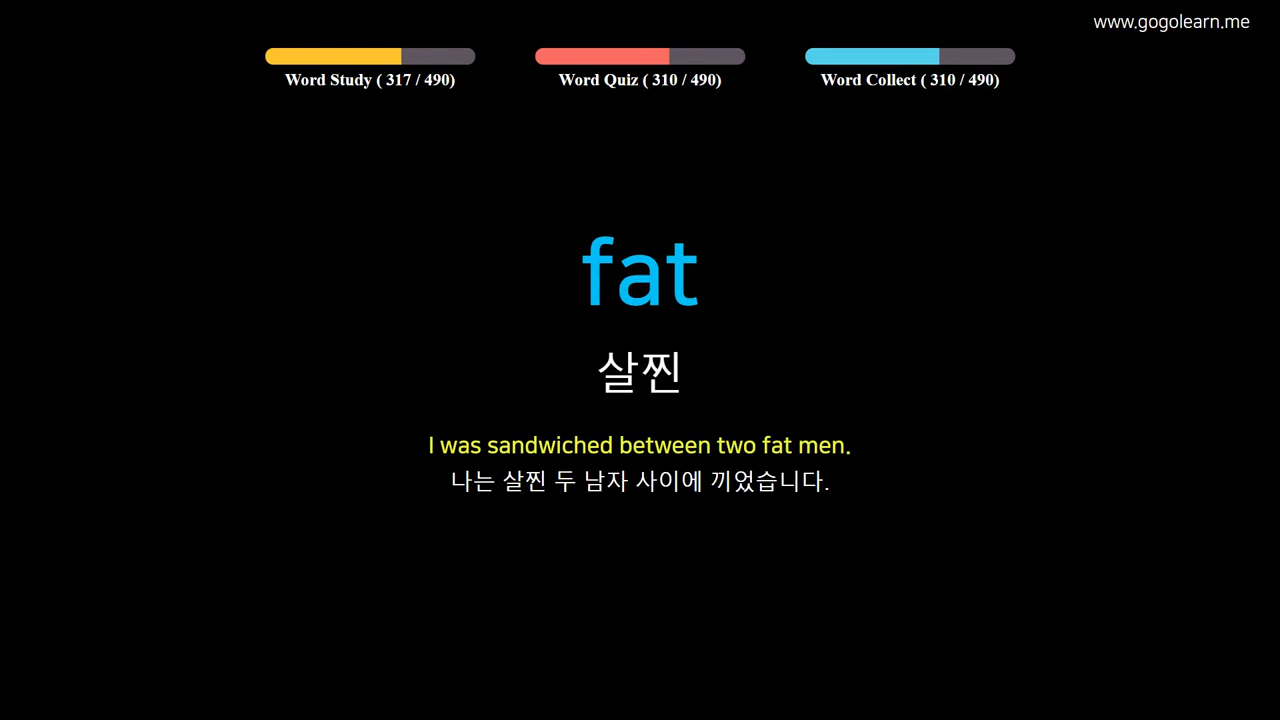 www.gogolearn.me
Word Study ( 317 / 490)
Word Quiz ( 310 / 490)
Word Collect ( 310 / 490)
fat
살찐
I was sandwiched between two fat men.
나는 살찐 두 남자 사이에 끼었습니다.